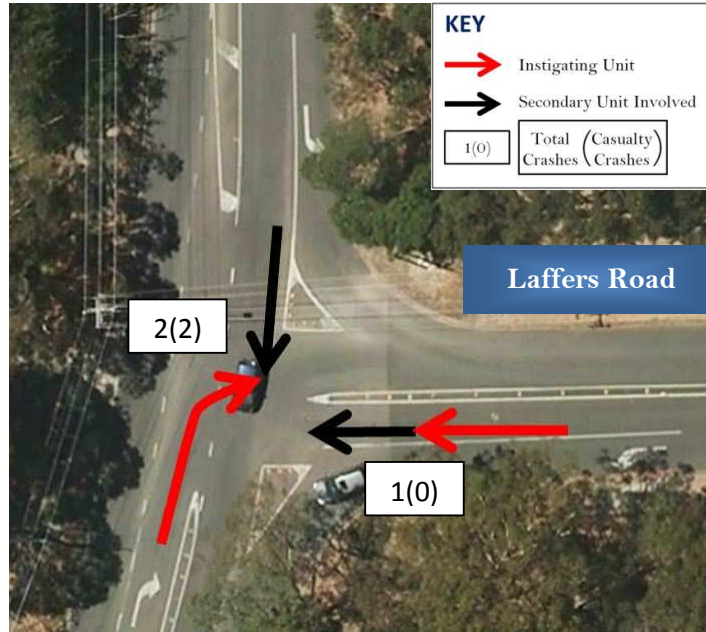 KEY
Instigating Unit
Secondary Unit Involved
1(0)
Total (Casualty
Crashes Crashes)
Laffers Road
2(2)
1(0)